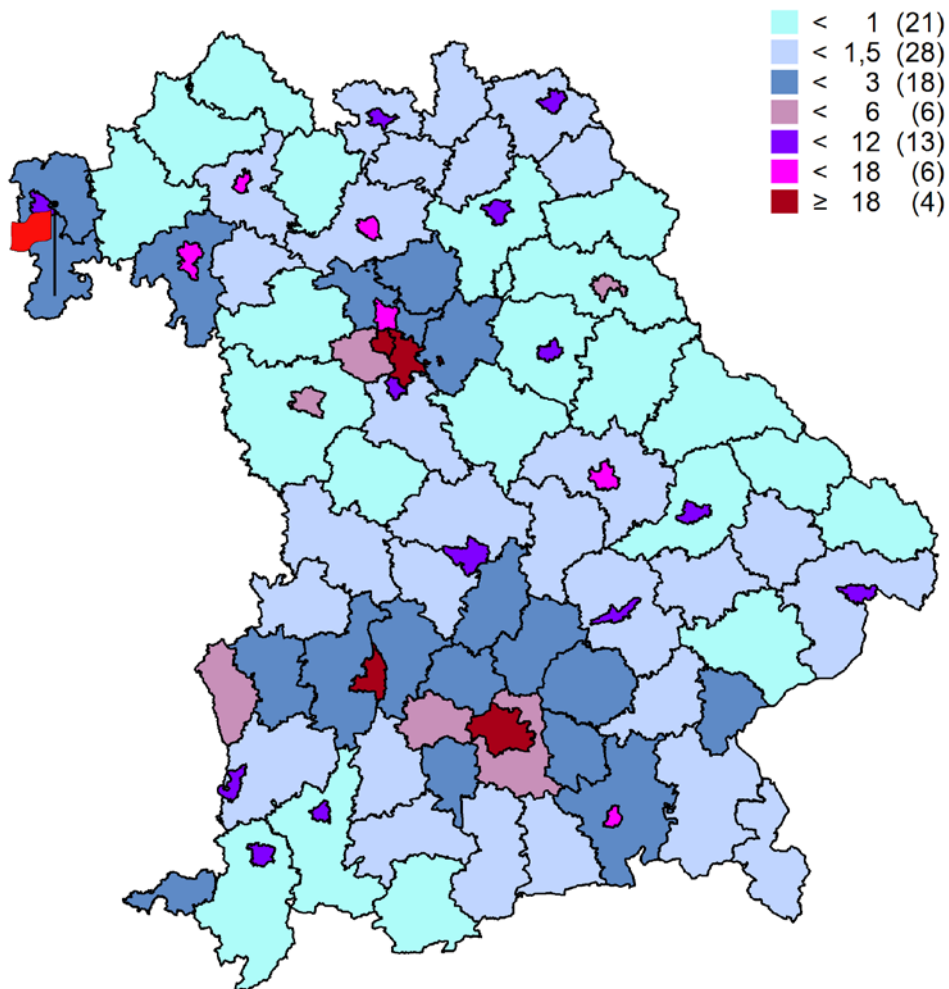 < 1 (21)
< 1,5 (28)
< 3 (18)
< 6 (6)
< 12 (13)
< 18 (6)
≥ 18 (4)